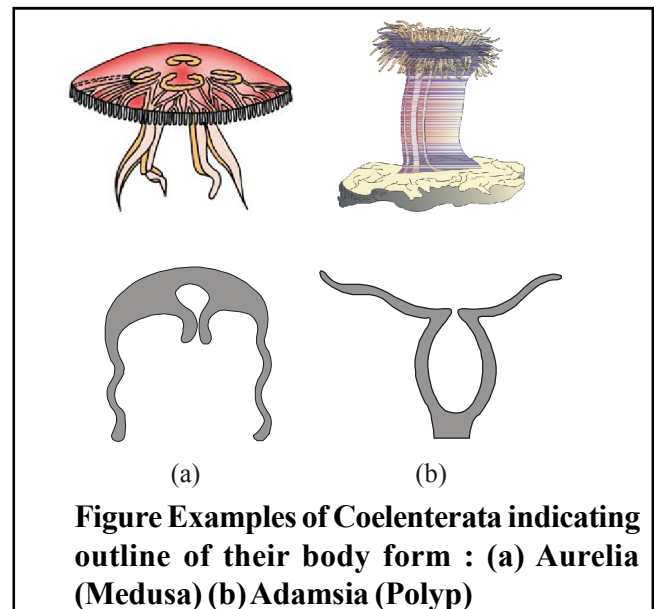 (a) (b)
Figure Examples of Coelenterata indicating
outline of their body form : (a) Aurelia
(Medusa) (b) Adamsia (Polyp)